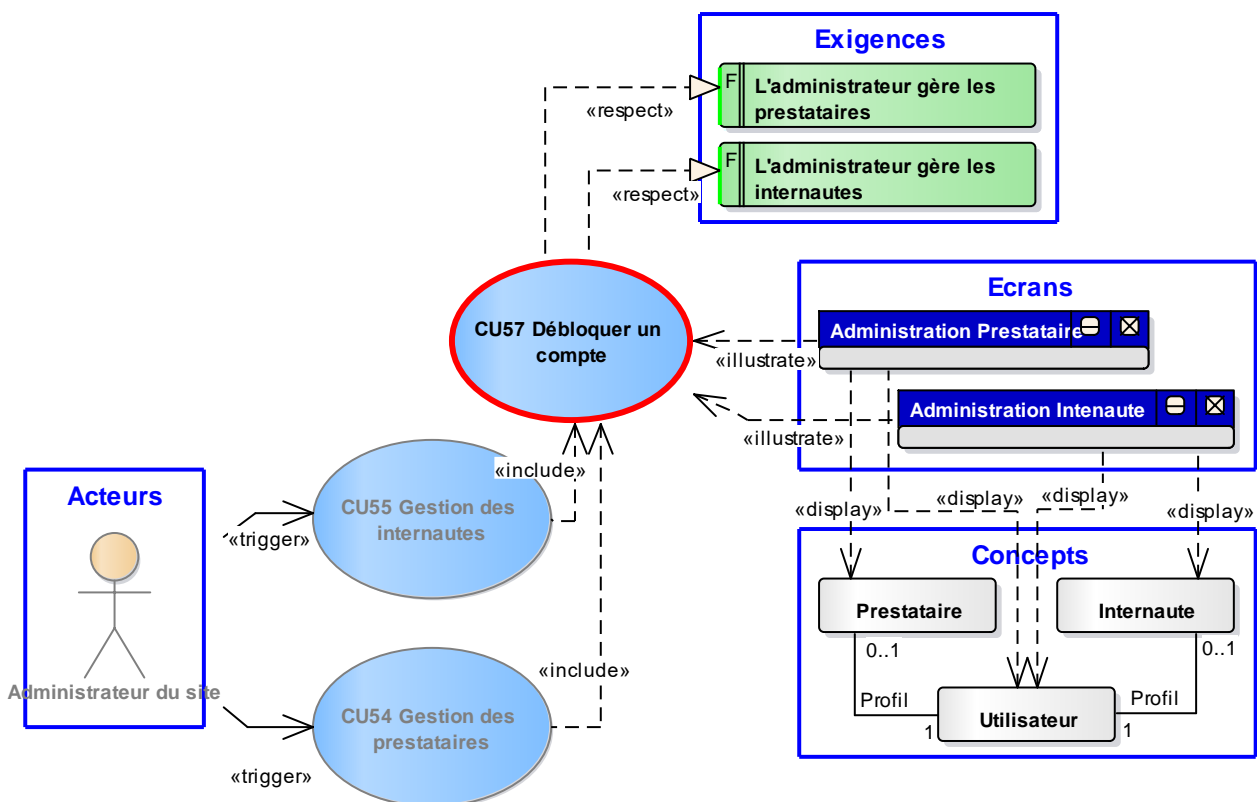 Exigences
F
L'administrateur gère les
prestataires
«respect»
F
L'administrateur gère les
internautes
«respect»
CU57 Débloquer un
compte
Ecrans
Administration Prestataire
«illustrate»
Administration Intenaute
«illustrate»
Acteurs
Administrateur du site
«trigger»
CU55 Gestion des
internautes
«include»
«trigger»
CU54 Gestion des
prestataires
«include»
«display»
«display»
«display»
«display»
Concepts
Prestataire
Internaute
0..1
0..1
Profil
Profil
Utilisateur
1
1